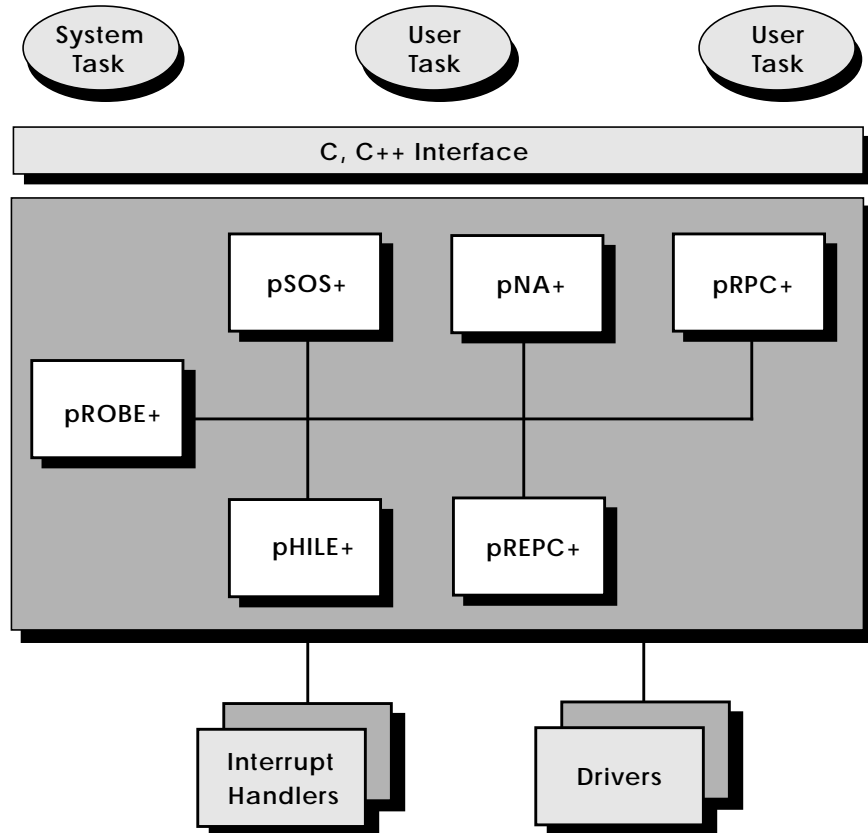 System
Task
User
Task
User
Task
C, C++ Interface
pSOS+
pNA+
pRPC+
pROBE+
pHILE+
pREPC+
Interrupt
Handlers
Drivers